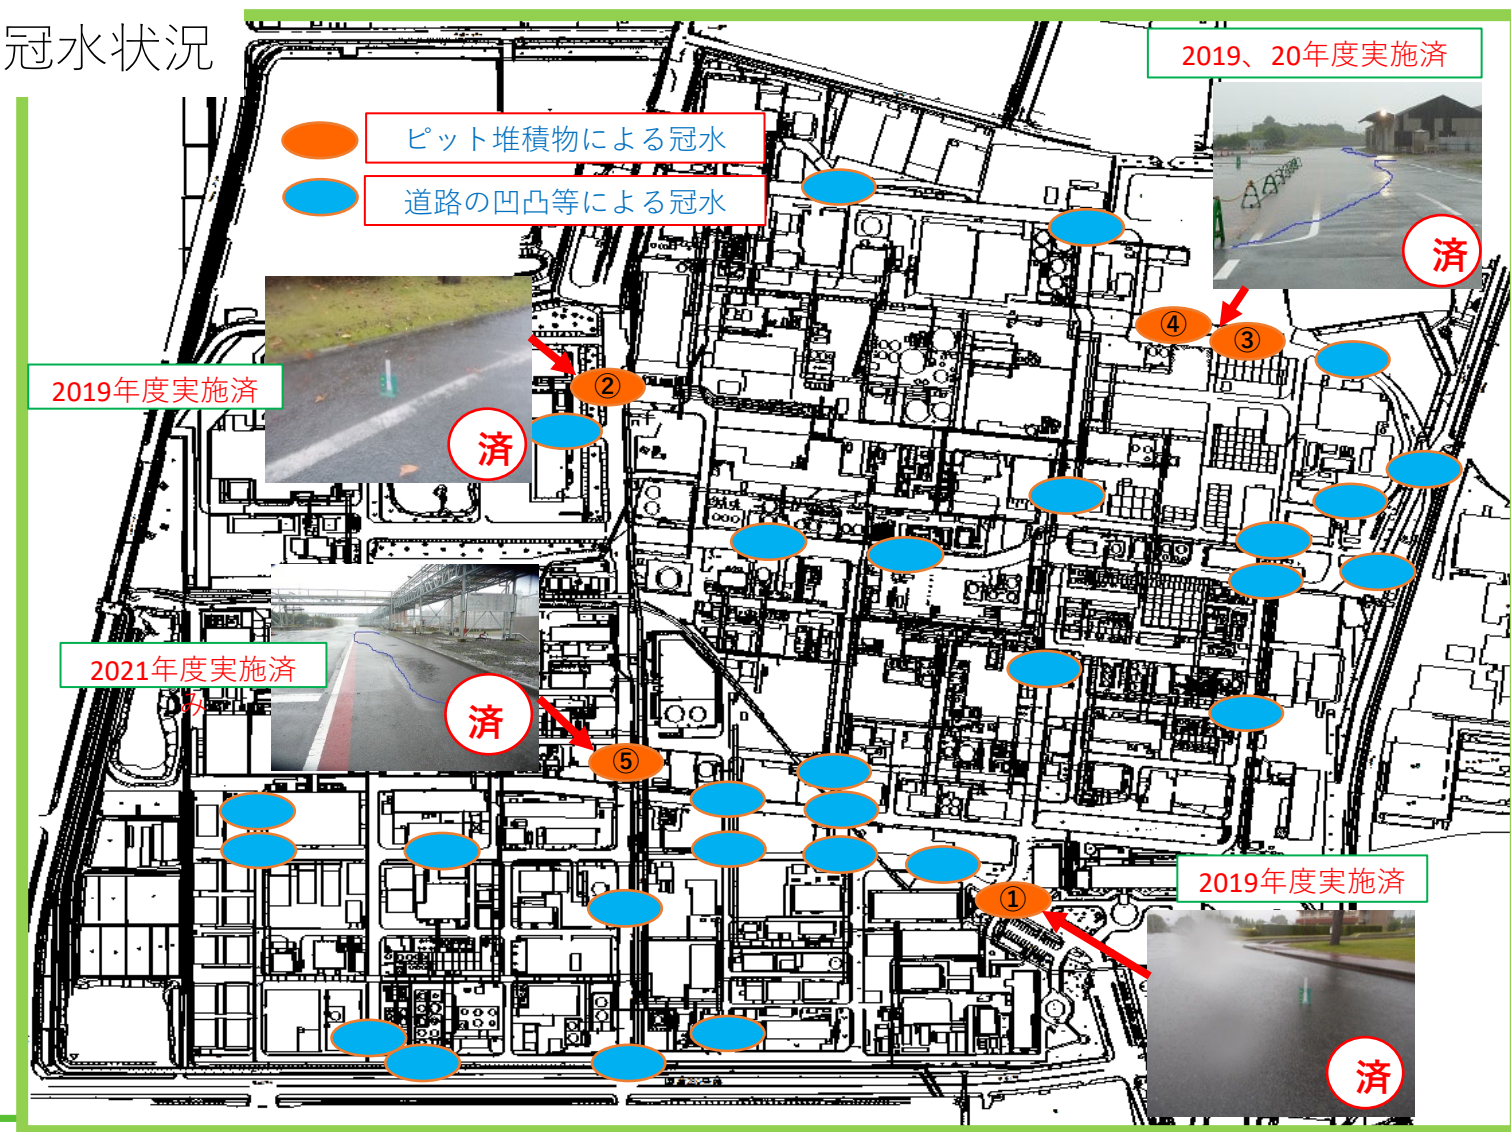 冠水状況
2019、20年度実施済
ピット堆積物による冠水
道路の凹凸等による冠水
済
④
③
②
2019年度実施済
済
2021年度実施済
み
済
⑤
2019年度実施済
①
済